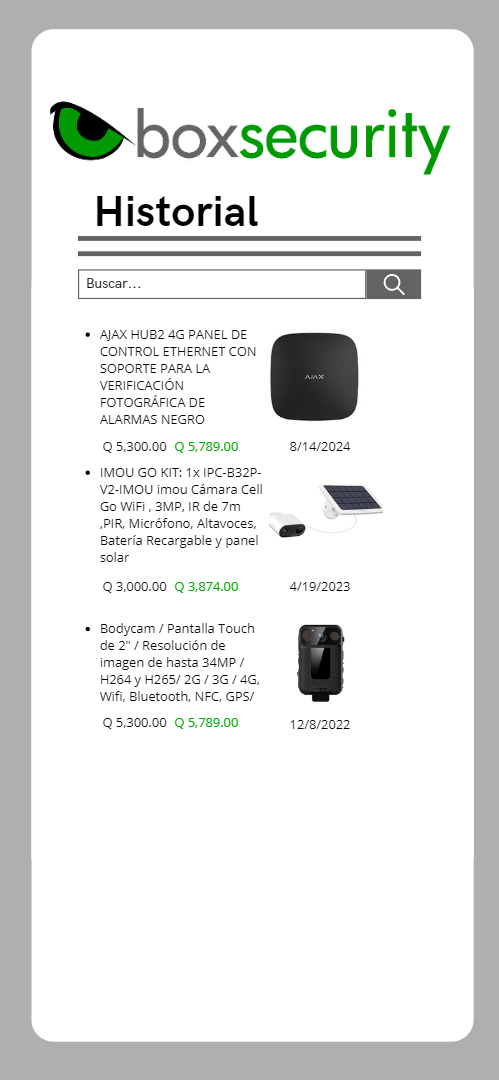 boxsecurity
Historial
Buscar...
• AJAX HUB2 4G PANEL DE
CONTROL ETHERNET CON
SOPORTE PARA LA
VERIFICACIÓN
FOTOGRÁFICA DE
ALARMAS NEGRO
AJAX
Q 5,300.00 Q 5,789.00 8/14/2024
• IMOU GO KIT: 1x IPC-B32P-
V2-IMOU imou Cámara Cell
Go WiFi , 3MP, IR de 7m
,PIR, Micrófono, Altavoces,
Batería Recargable y panel
solar
Q 3,000.00 Q 3,874.00 4/19/2023
• Bodycam / Pantalla Touch
de 2" / Resolución de
imagen de hasta 34MP /
H264 y H265/ 2G / 3G / 4G,
Wifi, Bluetooth, NFC, GPS/
Q 5,300.00 Q 5,789.00 12/8/2022